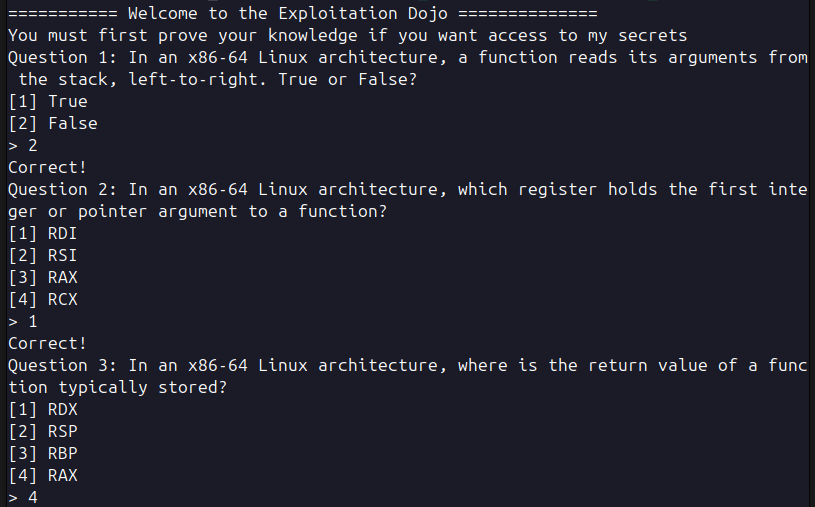 =========== Welcome to the Exploitation Dojo ==============
You must first prove your knowledge if you want access to my secrets
Question 1: In an x86-64 Linux architecture, a function reads its arguments from
 the stack, left-to-right. True or False?
[1] True
[2] False
> 2
Correct!
Question 2: In an x86-64 Linux architecture, which register holds the first inte
ger or pointer argument to a function?
[1] RDI
[2] RSI
[3] RAX
[4] RCX
> 1
Correct!
Question 3: In an x86-64 Linux architecture, where is the return value of a func
tion typically stored?
[1] RDX
[2] RSP
[3] RBP
[4] RAX
> 4